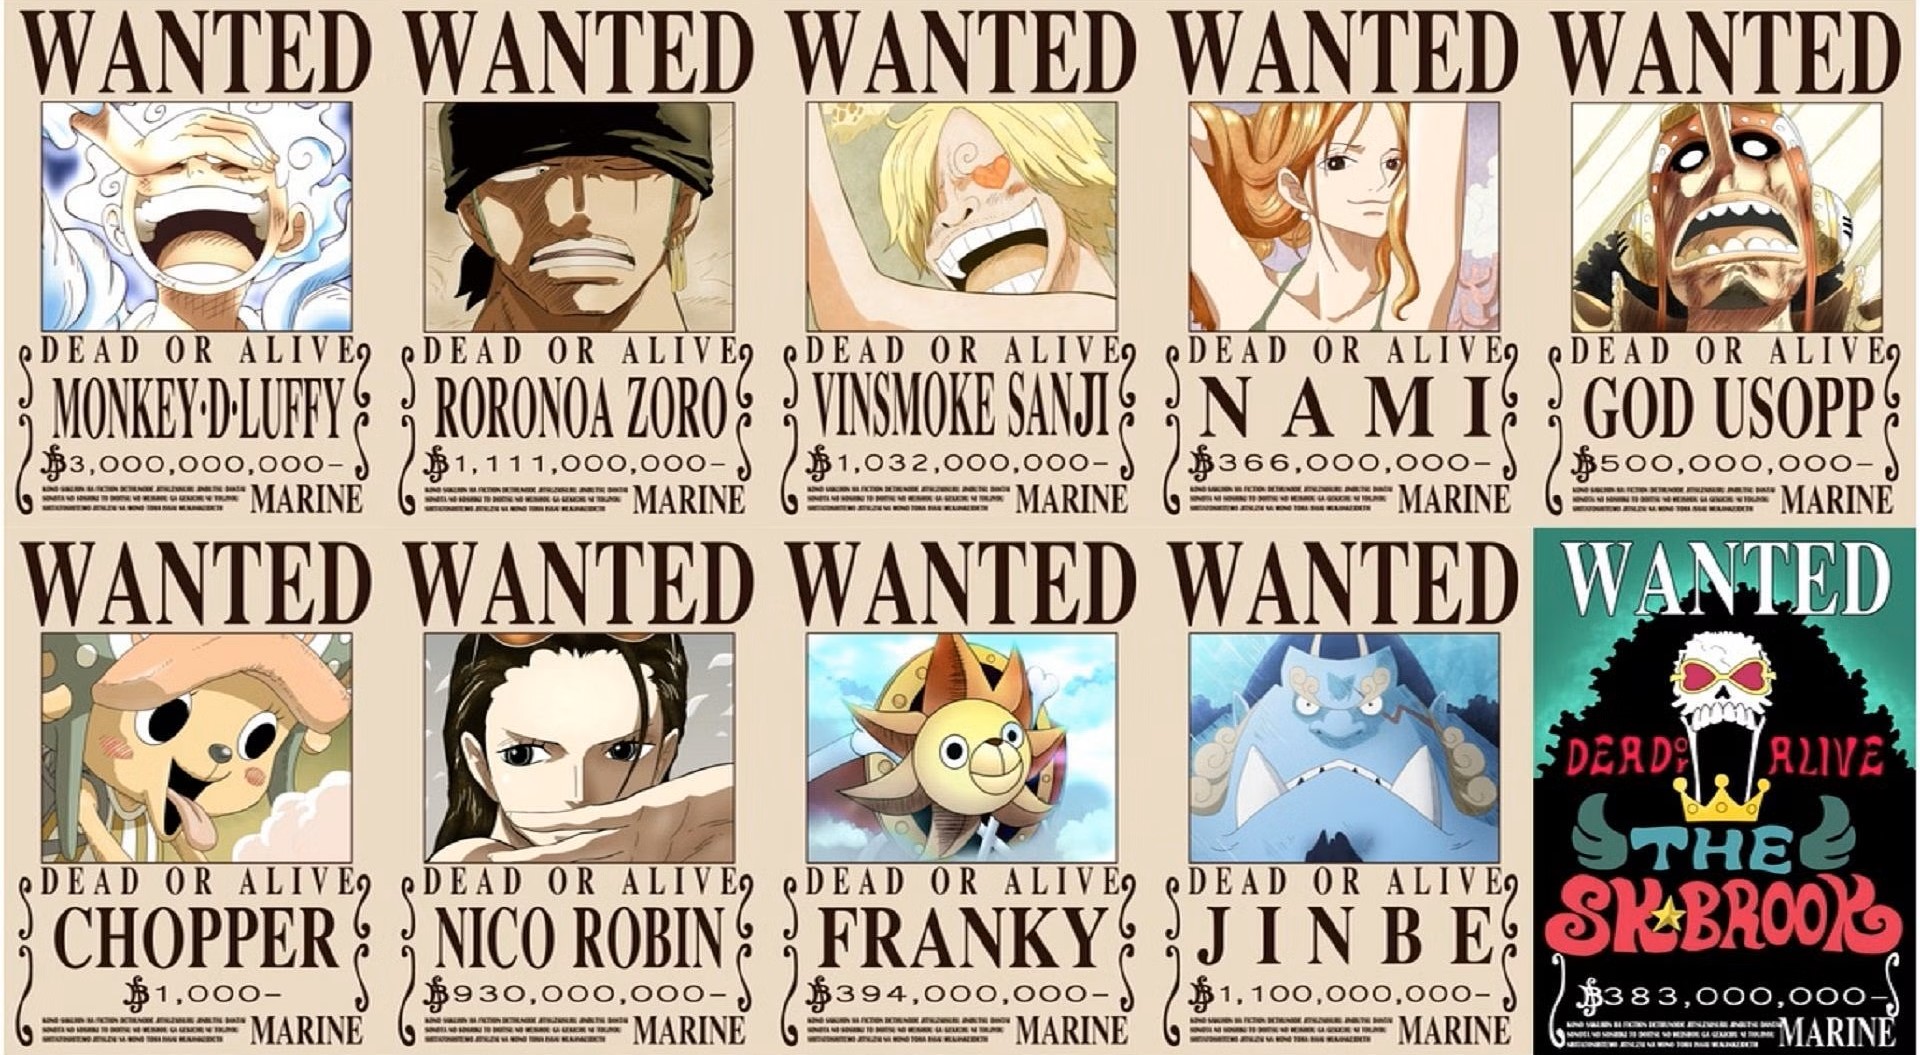 WANTED
DEAD OR ALIVE
MONKEY·D·LUFFY
฿3,000,000,000-
MARINE
WANTED
DEAD OR ALIVE
RORONOA ZORO
฿1,111,000,000-
MARINE
WANTED
DEAD OR ALIVE
VINSMOKE SANJI
฿1,032,000,000-
MARINE
WANTED
DEAD OR ALIVE
NAMI
฿366,000,000-
MARINE
WANTED
DEAD OR ALIVE
GOD USOPP
฿500,000,000-
MARINE
WANTED
DEAD OR ALIVE
CHOPPER
฿1,000-
MARINE
WANTED
DEAD OR ALIVE
NICO ROBIN
฿930,000,000-
MARINE
WANTED
DEAD OR ALIVE
FRANKY
฿394,000,000-
MARINE
WANTED
DEAD OR ALIVE
JINBE
฿1,100,000,000-
MARINE
WANTED
DEAD OR ALIVE
THE
SK★BROOK
฿383,000,000-
MARINE